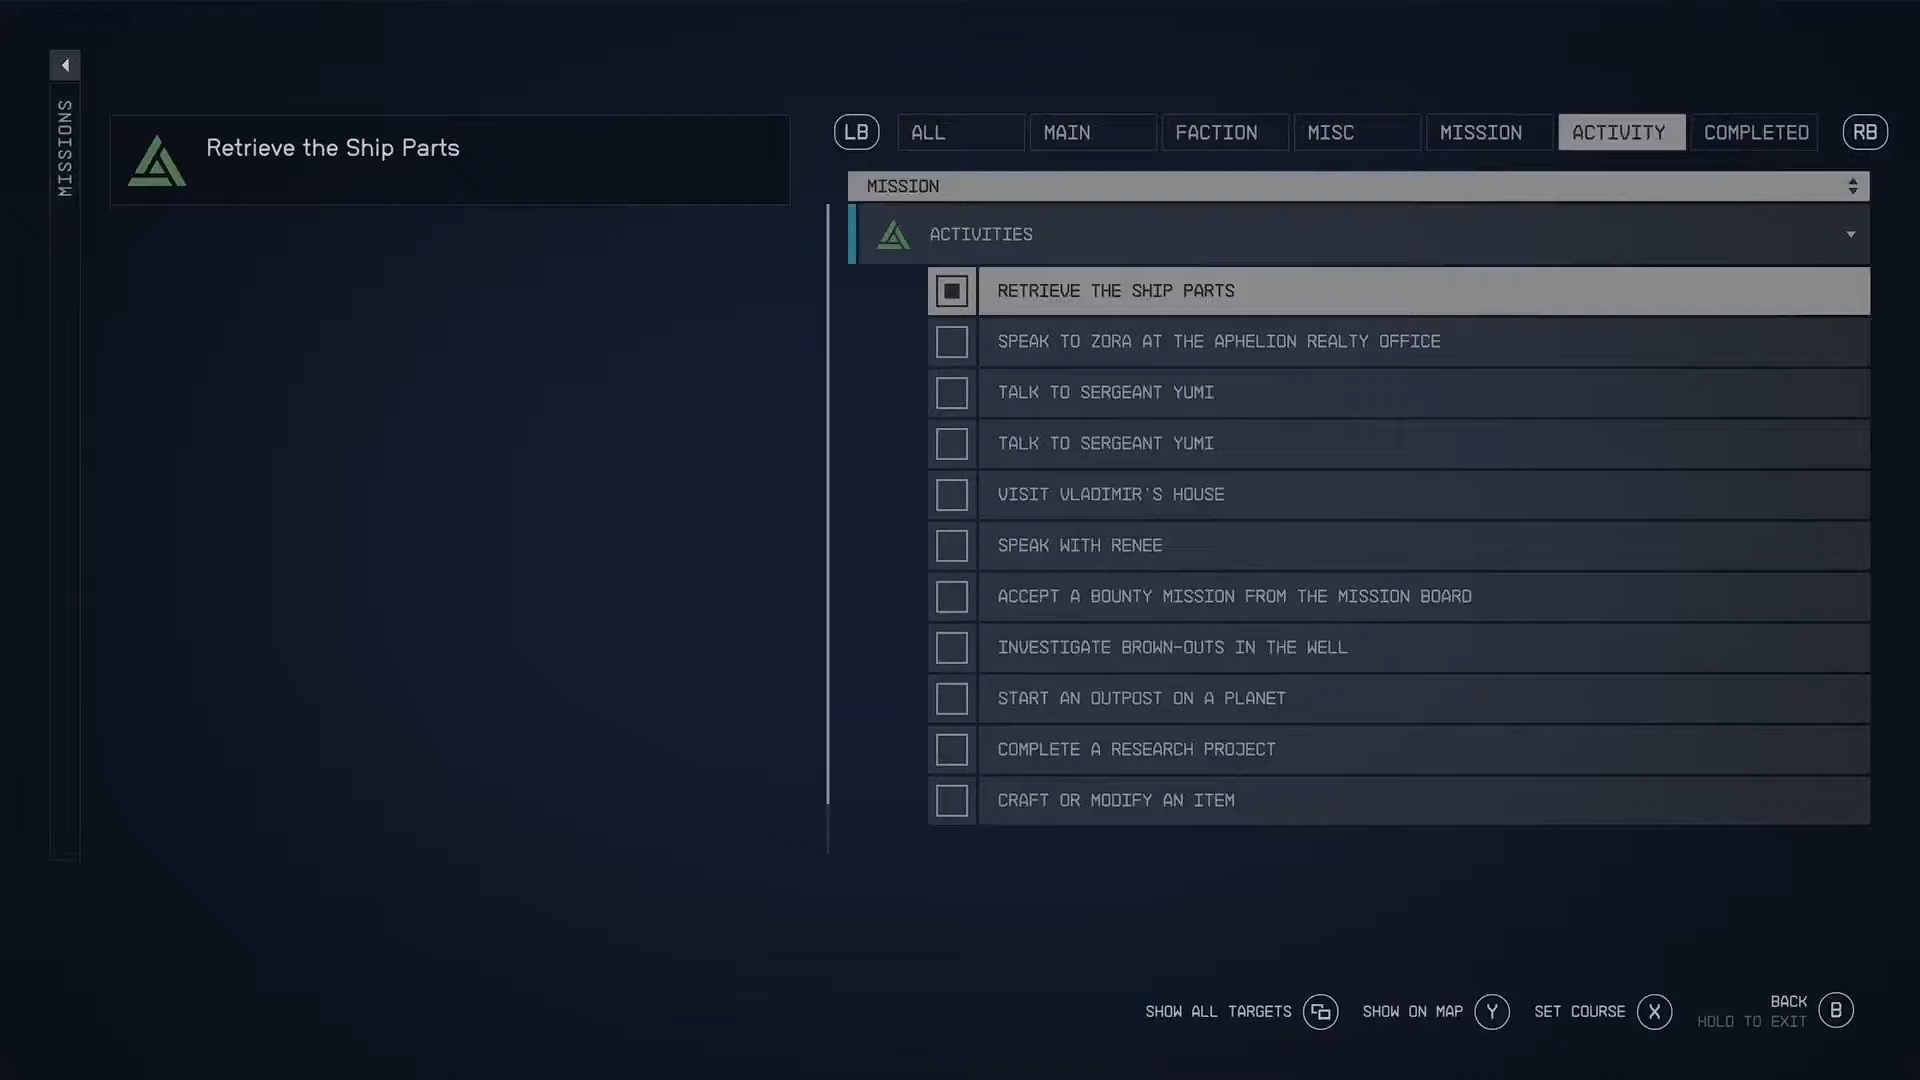 MISSIONS
Retrieve the Ship Parts
LB ALL MAIN FACTION MISC MISSION ACTIVITY COMPLETED RB
MISSION
ACTIVITIES
RETRIEVE THE SHIP PARTS
SPEAK TO ZORA AT THE APHELION REALTY OFFICE
TALK TO SERGEANT YUMI
TALK TO SERGEANT YUMI
VISIT VLADIMIR'S HOUSE
SPEAK WITH RENEE
ACCEPT A BOUNTY MISSION FROM THE MISSION BOARD
INVESTIGATE BROWN-OUTS IN THE WELL
START AN OUTPOST ON A PLANET
COMPLETE A RESEARCH PROJECT
CRAFT OR MODIFY AN ITEM
SHOW ALL TARGETS SHOW ON MAP Y SET COURSE X BACK B
HOLD TO EXIT